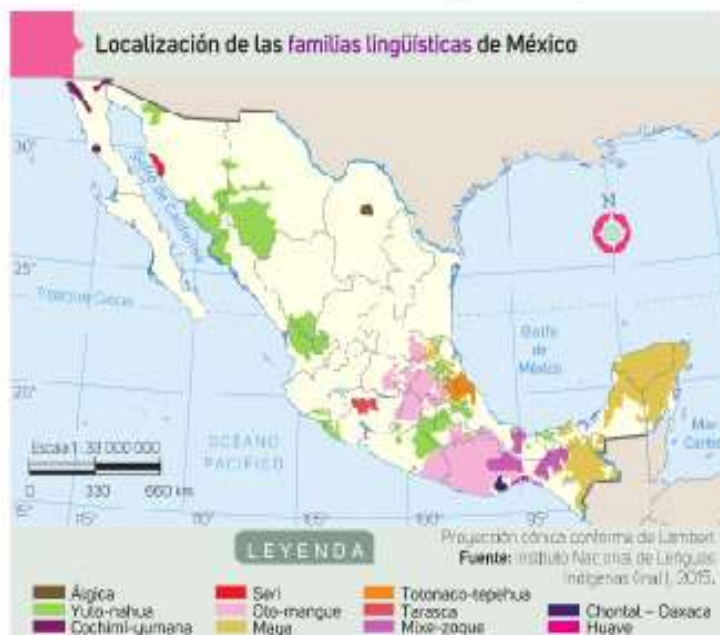 Localización de las familias lingüísticas de México
30°
Golfo de California
25°
Trópico de Cáncer
N
Golfo de México
20°
Mar Caribe
Escala 1: 33 000 000
OCÉANO PACÍFICO
0 330 660 km
15°
115° 110° 105° 100° 95°
Proyección cónica conforme de Lambert
LEYENDA
Fuente: Instituto Nacional de Lenguas
Indígenas (Inali), 2015.
Álgica
Yuto-nahua
Cochimí-yumana
Seri
Oto-mangue
Maya
Totonaco-tepehua
Tarasca
Mixe-zoque
Chontal - Oaxaca
Huave